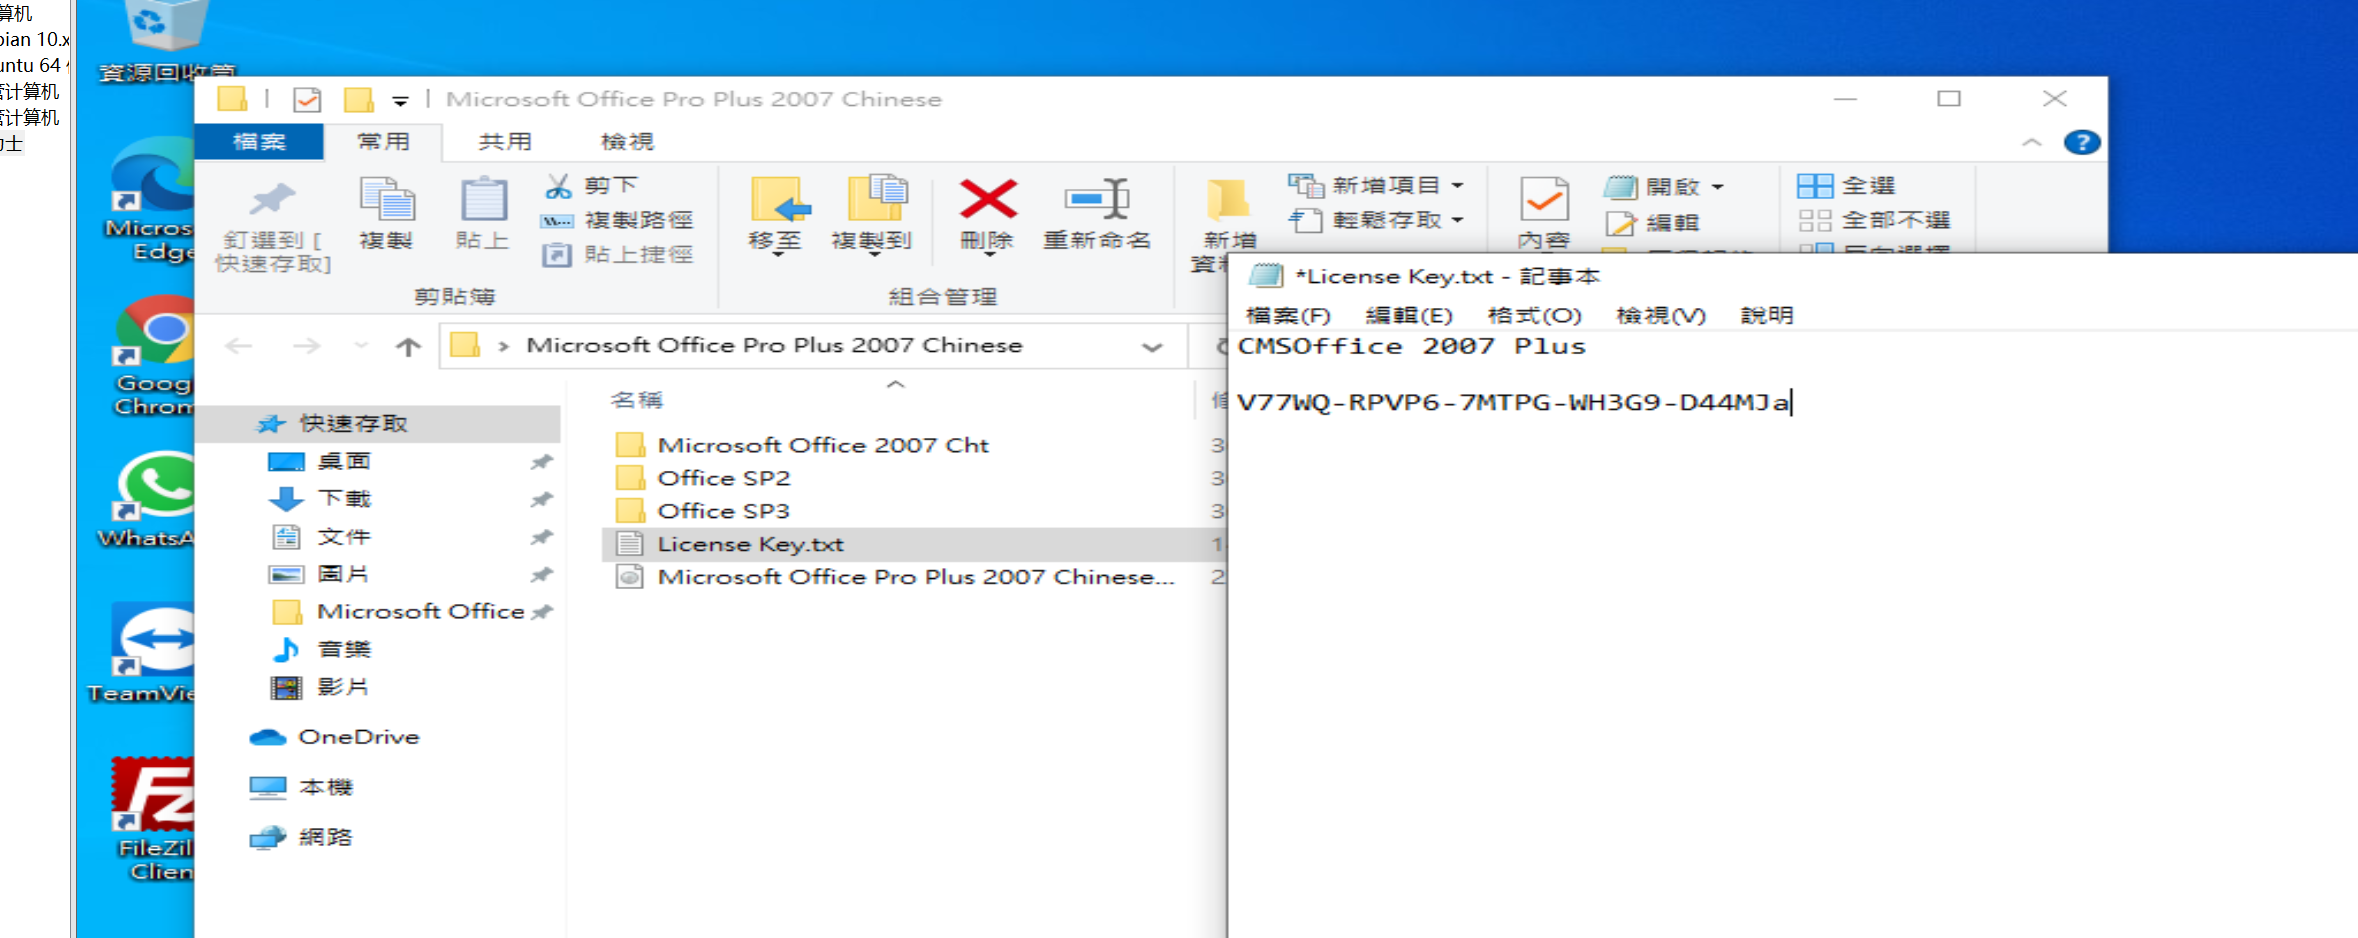 算机
pian 10.x
untu 64
计算机
计算机
士
資源回收筒
Micros
Edge
Goog
Chrom
WhatsA
TeamVie
FileZil
Clien
Microsoft Office Pro Plus 2007 Chinese
檔案 常用 共用 檢視
釘選到 [
快速存取]
複製
貼上
剪下
複製路徑
貼上捷徑
剪貼簿
移至
複製到
刪除
重新命名
組合管理
新增
新增項目
輕鬆存取
內容
開啟
編輯
全選
全部不選
反向選擇
Microsoft Office Pro Plus 2007 Chinese
快速存取
桌面
下載
文件
圖片
Microsoft Office
音樂
影片
OneDrive
本機
網路
名稱
Microsoft Office 2007 Cht
Office SP2
Office SP3
License Key.txt
Microsoft Office Pro Plus 2007 Chinese...
*License Key.txt - 記事本
檔案(F) 編輯(E) 格式(O) 檢視(V) 說明
CMSOffice 2007 Plus
V77WQ-RPVP6-7MTPG-WH3G9-D44MJa